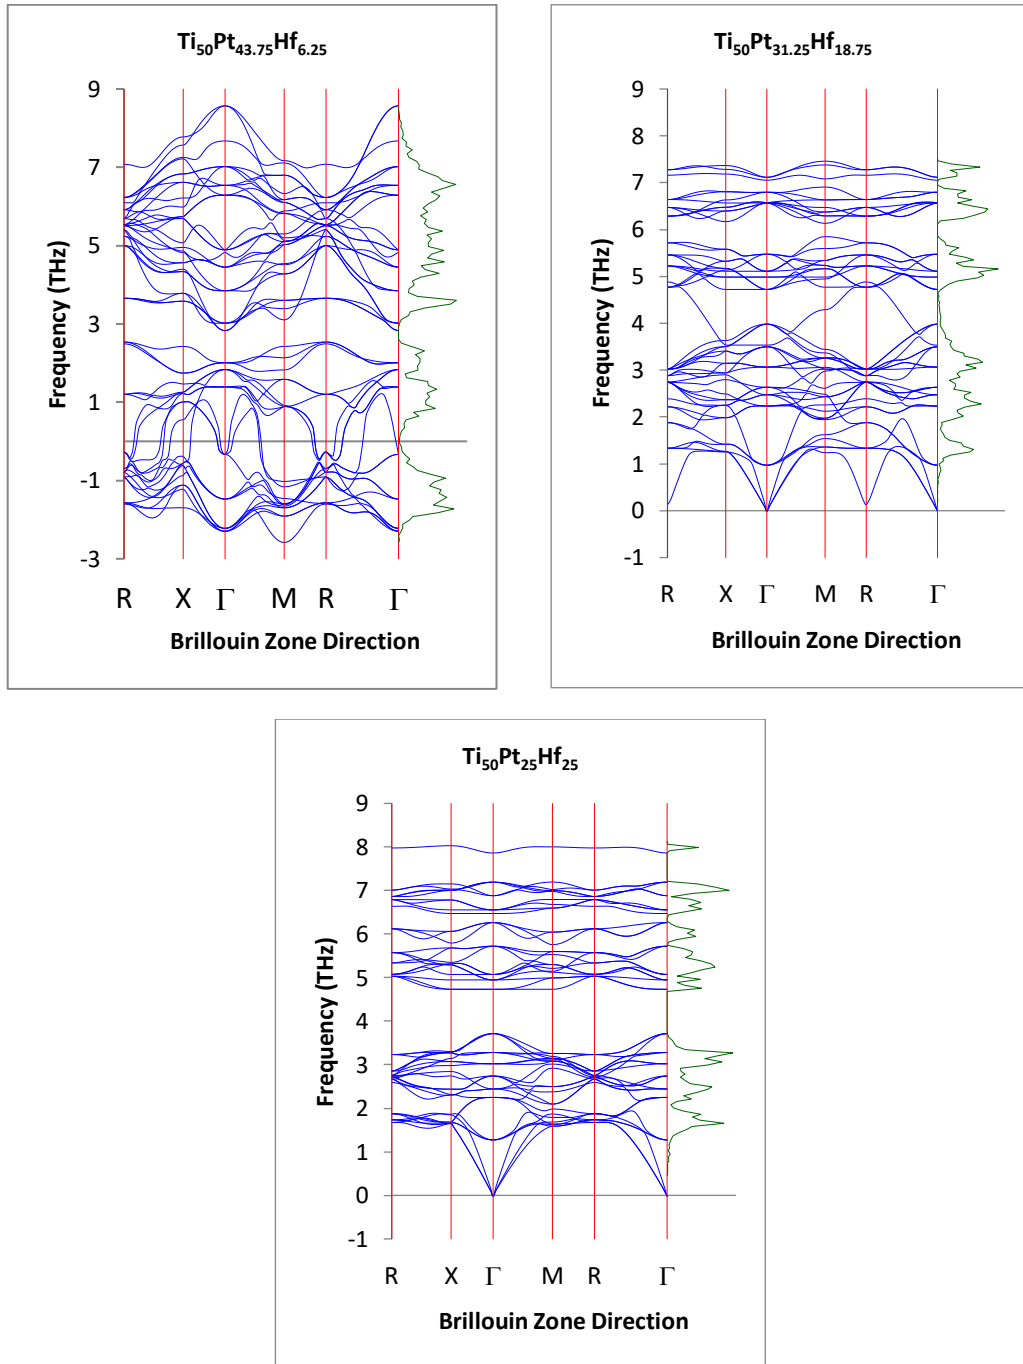 Ti50Pt43.75Hf6.25
9
7
5
3
1
-1
-3
Frequency (THz)
R X Γ M R Γ
Brillouin Zone Direction
Ti50Pt31.25Hf18.75
9
8
7
6
5
4
3
2
1
0
-1
Frequency (THz)
R X Γ M R Γ
Brillouin Zone Direction
Ti50Pt25Hf25
9
8
7
6
5
4
3
2
1
0
-1
Frequency (THz)
R X Γ M R Γ
Brillouin Zone Direction